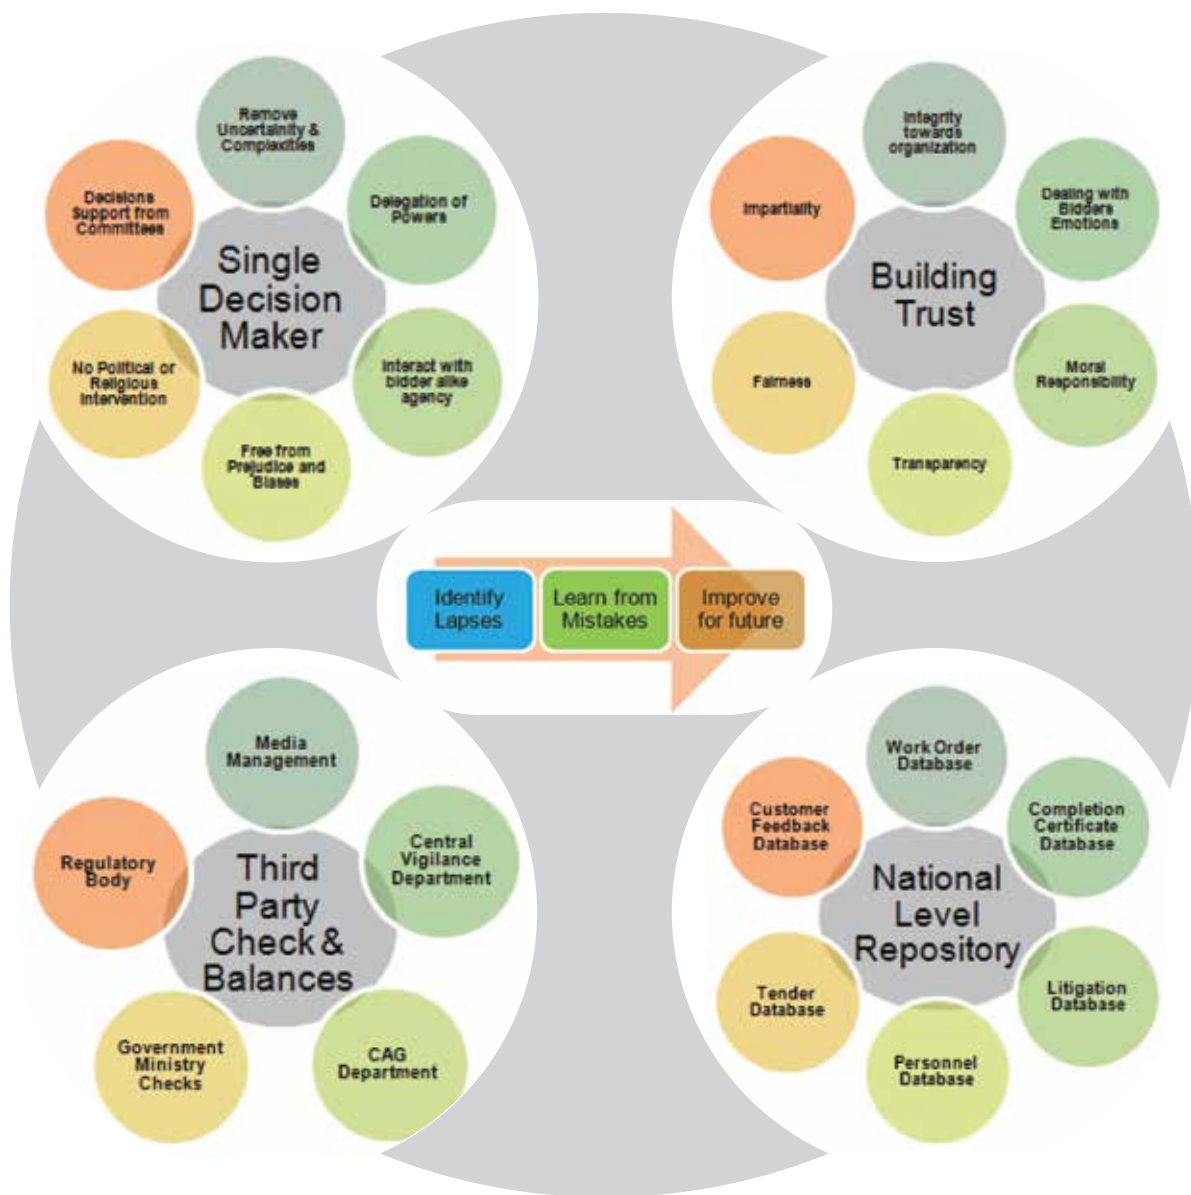 Remove
Uncertainity &
Complexities
Decisions
Support from
Committees
Delegation of
Powers
Single
Decision
Maker
No Political or
Religious
Intervention
Interact with
bidder alike
agency
Free from
Prejudice and
Biases
Integrity
towards
organization
Impartiality
Dealing with
Bidders
Emotions
Building
Trust
Fairness
Moral
Responsibility
Transparency
Identify
Lapses
Learn from
Mistakes
Improve
for future
Media
Management
Regulatory
Body
Central
Vigilance
Department
Third
Party
Check &
Balances
Government
Ministry
Checks
CAG
Department
Work Order
Database
Customer
Feedback
Database
Completion
Certificate
Database
National
Level
Repository
Tender
Database
Litigation
Database
Personnel
Database